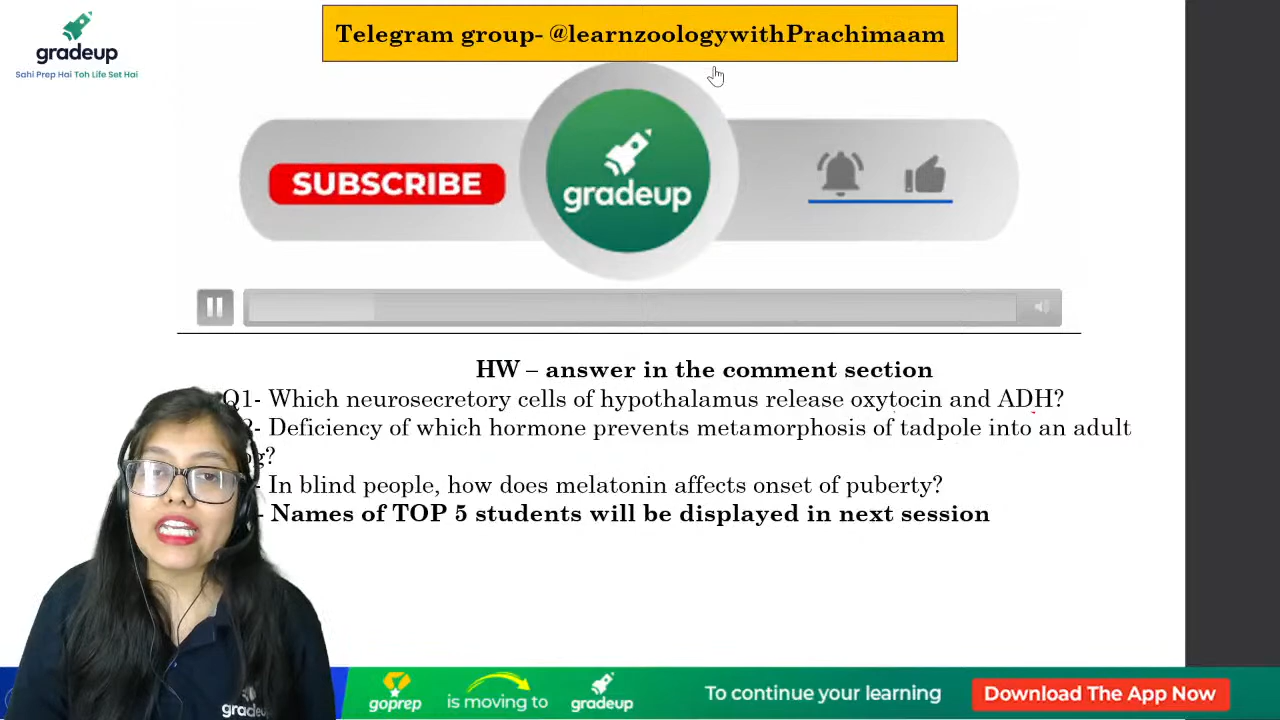 Telegram group- @learnzoologywithPrachimaam
gradeup
Sahi Prep Hai Toh Life Set Hai
SUBSCRIBE
gradeup
HW – answer in the comment section
Q1- Which neurosecretory cells of hypothalamus release oxytocin and ADH?
- Deficiency of which hormone prevents metamorphosis of tadpole into an adult
- In blind people, how does melatonin affects onset of puberty?
- Names of TOP 5 students will be displayed in next session
gradeup
goprep is moving to gradeup
To continue your learning
Download The App Now